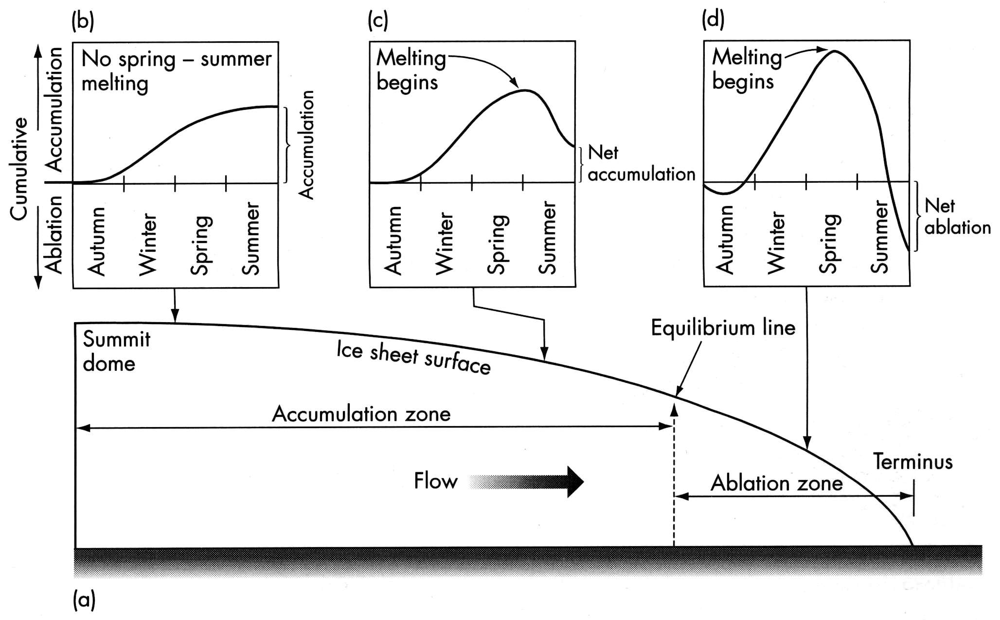 (b)
(c)
(d)
Cumulative
Accumulation
Ablation
No spring – summer
melting
Accumulation
Autumn
Winter
Spring
Summer
Melting
begins
Net
accumulation
Autumn
Winter
Spring
Summer
Melting
begins
Net
ablation
Autumn
Winter
Spring
Summer
Summit
dome
Ice sheet surface
Equilibrium line
Accumulation zone
Flow
Terminus
Ablation zone
(a)